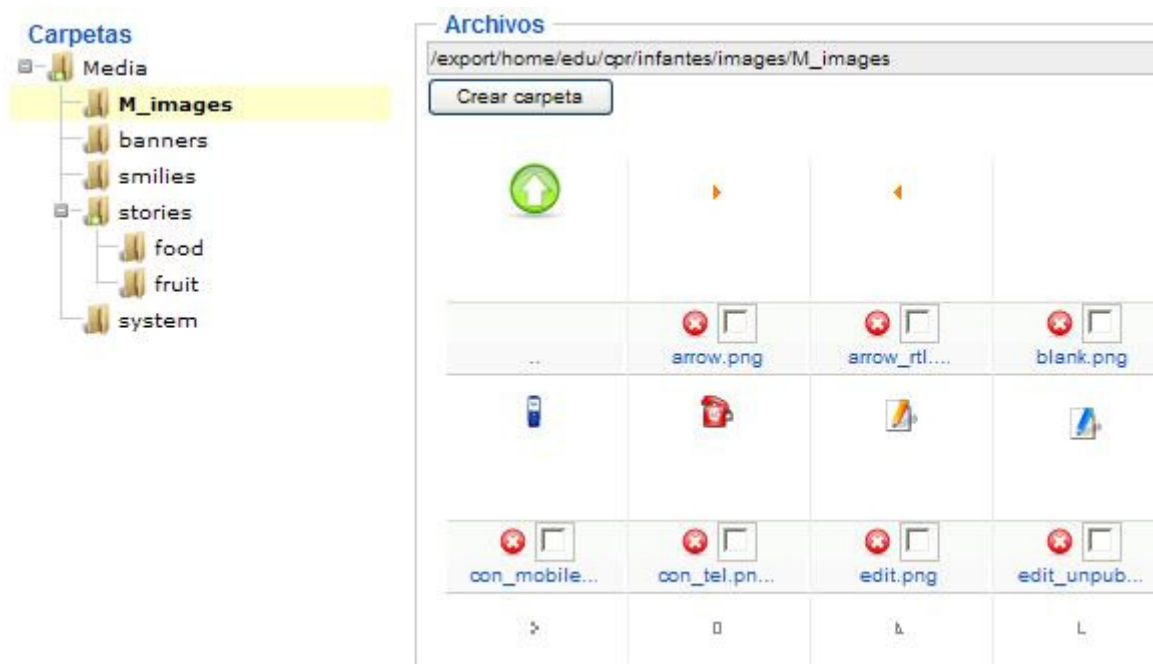 Carpetas
Media
M_images
banners
smilies
stories
food
fruit
system
Archivos
/export/home/edu/cpr/infantes/images/M_images
Crear carpeta
..
arrow.png
arrow_rtl....
blank.png
con_mobile...
con_tel.pn...
edit.png
edit_unpub...